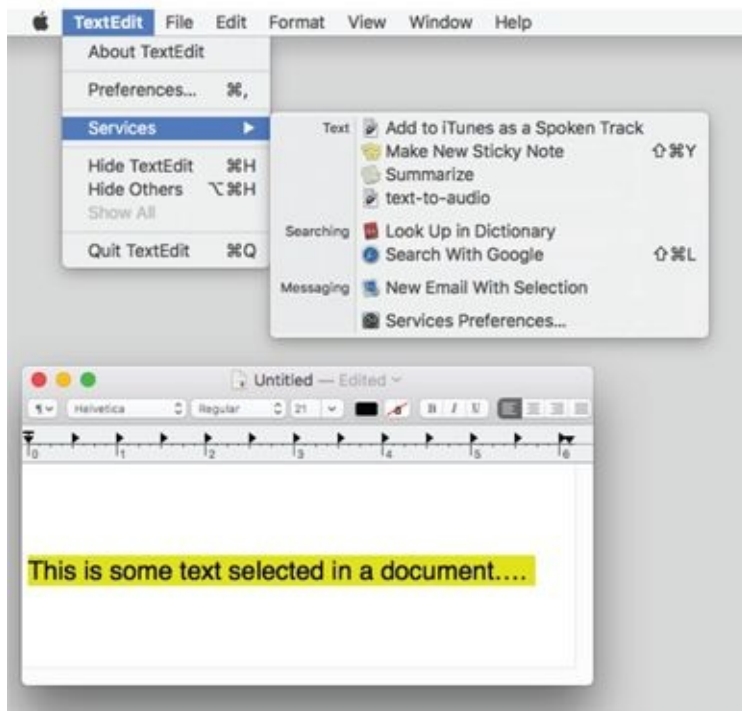 TextEdit File Edit Format View Window Help
About TextEdit
Preferences... ⌘,
Services ▶
Hide TextEdit ⌘H
Hide Others ⌥⌘H
Show All
Quit TextEdit ⌘Q
Text Add to iTunes as a Spoken Track
Make New Sticky Note ⇧⌘Y
Summarize
text-to-audio
Searching Look Up in Dictionary
Search With Google ⇧⌘L
Messaging New Email With Selection
Services Preferences...
Untitled — Edited
¶ Helvetica Regular 21 a B I U
0 1 2 3 4 5 6
This is some text selected in a document....